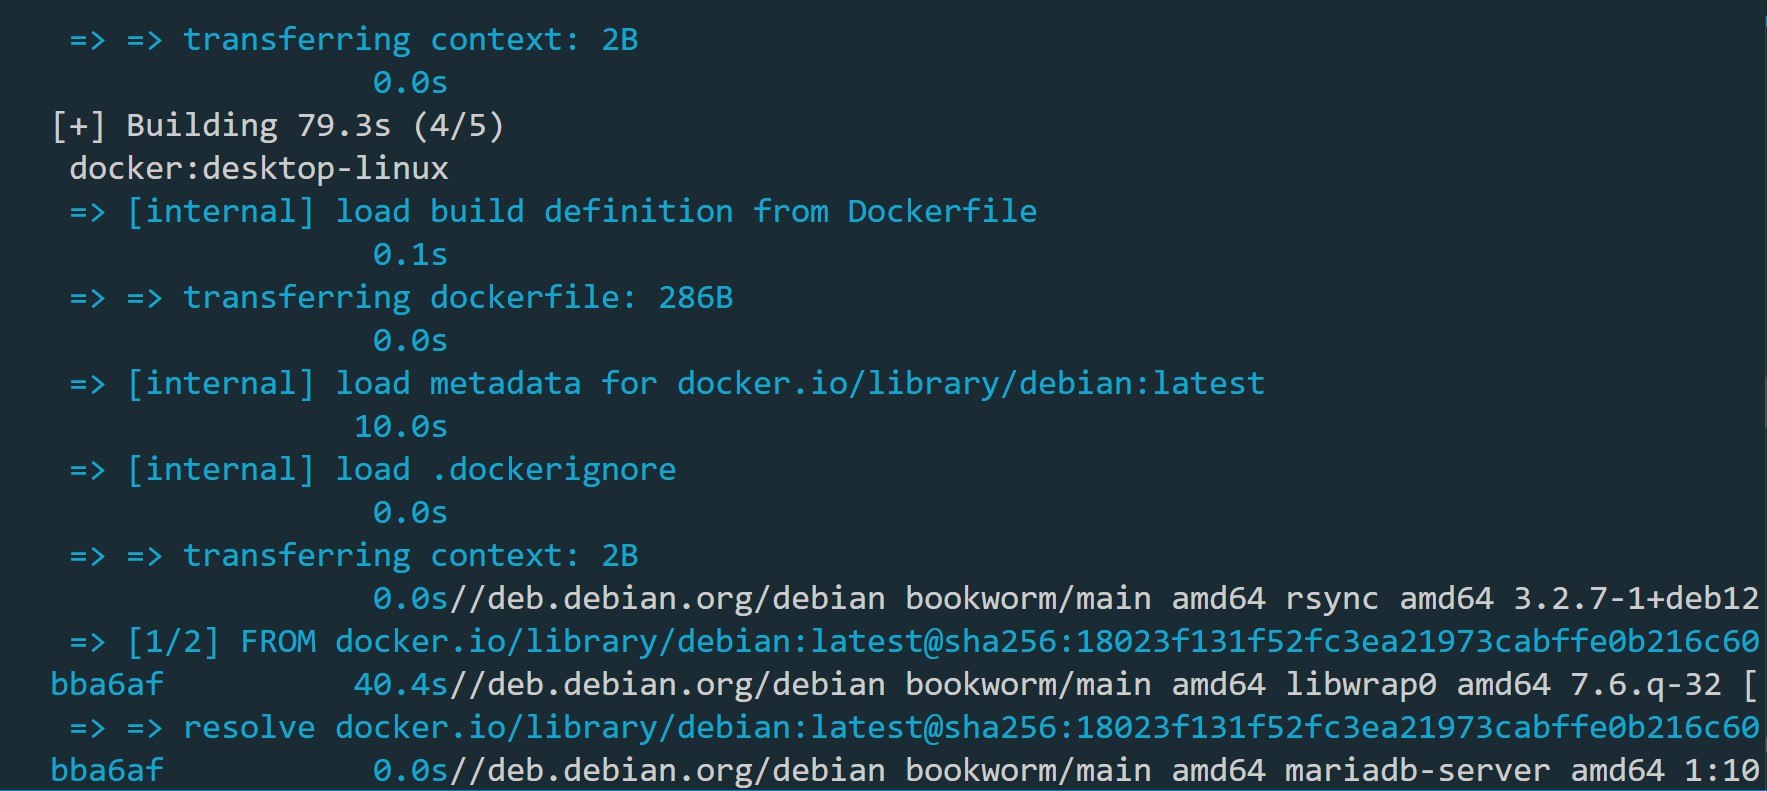 => => transferring context: 2B
0.0s
[+] Building 79.3s (4/5)
docker:desktop-linux
=> [internal] load build definition from Dockerfile
0.1s
=> => transferring dockerfile: 286B
0.0s
=> [internal] load metadata for docker.io/library/debian:latest
10.0s
=> [internal] load .dockerignore
0.0s
=> => transferring context: 2B
0.0s//deb.debian.org/debian bookworm/main amd64 rsync amd64 3.2.7-1+deb12
=> [1/2] FROM docker.io/library/debian:latest@sha256:18023f131f52fc3ea21973cabffe0b216c60
bba6af 40.4s//deb.debian.org/debian bookworm/main amd64 libwrap0 amd64 7.6.q-32 [
=> => resolve docker.io/library/debian:latest@sha256:18023f131f52fc3ea21973cabffe0b216c60
bba6af 0.0s//deb.debian.org/debian bookworm/main amd64 mariadb-server amd64 1:10